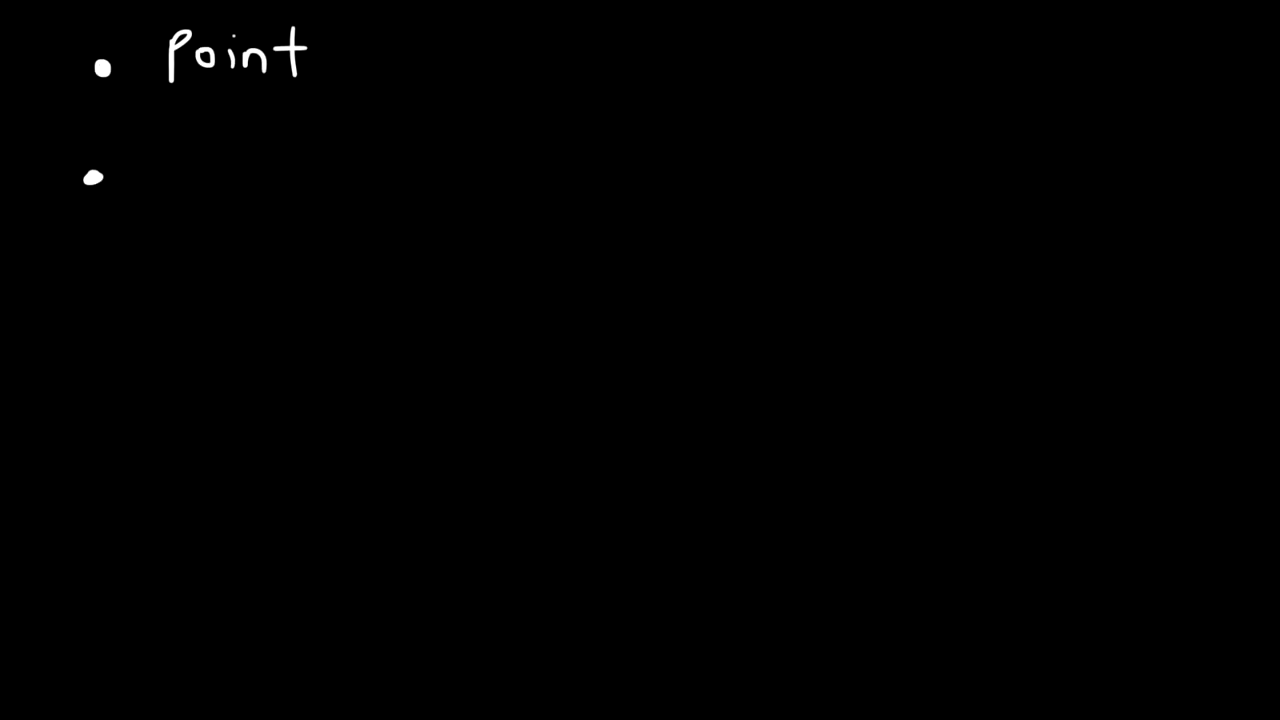 • point
•